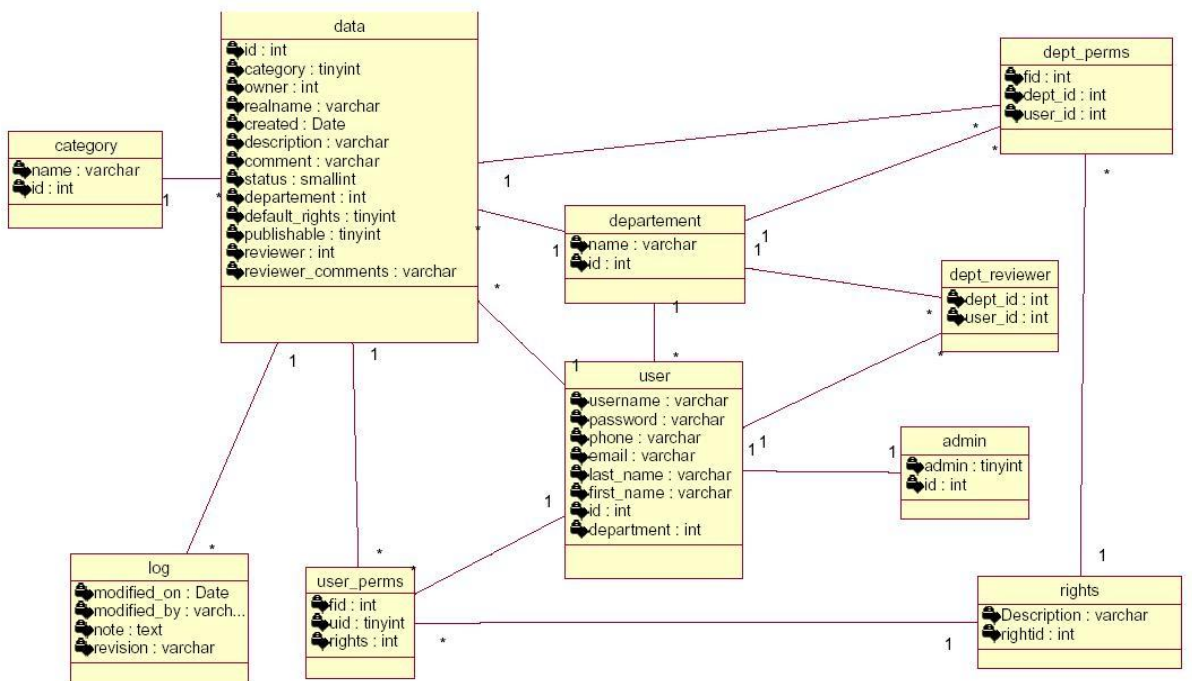 data
id : int
category : tinyint
owner : int
realname : varchar
created : Date
description : varchar
comment : varchar
status : smallint
departement : int
default_rights : tinyint
publishable : tinyint
reviewer : int
reviewer_comments : varchar
dept_perms
fid : int
dept_id : int
user_id : int
category
name : varchar
id : int
1
*
1
*
*
*
departement
name : varchar
id : int
*
1
1
1
dept_reviewer
dept_id : int
user_id : int
*
1
*
*
1
1
1
*
user
username : varchar
password : varchar
phone : varchar
email : varchar
last_name : varchar
first_name : varchar
id : int
department : int
1
1
1
1
admin
admin : tinyint
id : int
*
*
*
1
log
modified_on : Date
modified_by : varch...
note : text
revision : varchar
user_perms
fid : int
uid : tinyint
rights : int
*
1
rights
Description : varchar
rightid : int